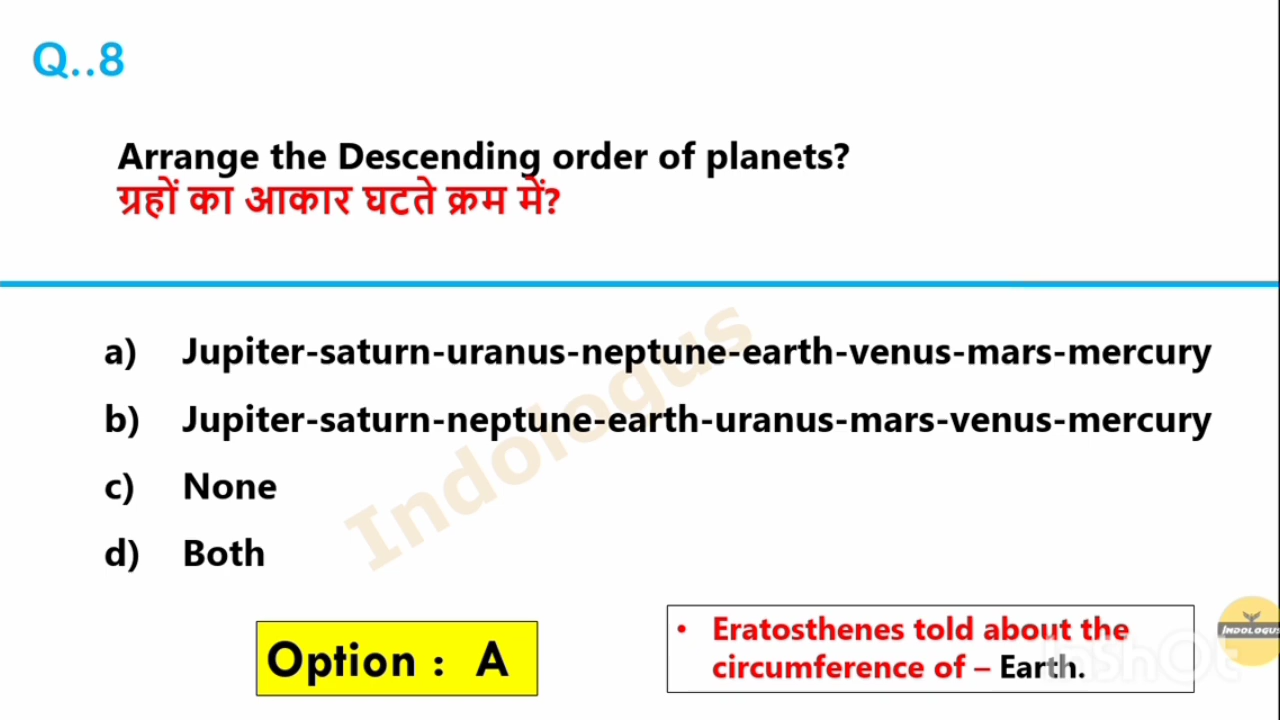 Q..8
Arrange the Descending order of planets?
ग्रहों का आकार घटते क्रम में?
a) Jupiter-saturn-uranus-neptune-earth-venus-mars-mercury
b) Jupiter-saturn-neptune-earth-uranus-mars-venus-mercury
c) None
d) Both
Indologus
Option : A
• Eratosthenes told about the
circumference of – Earth.
INDOLOGUS
InShOt